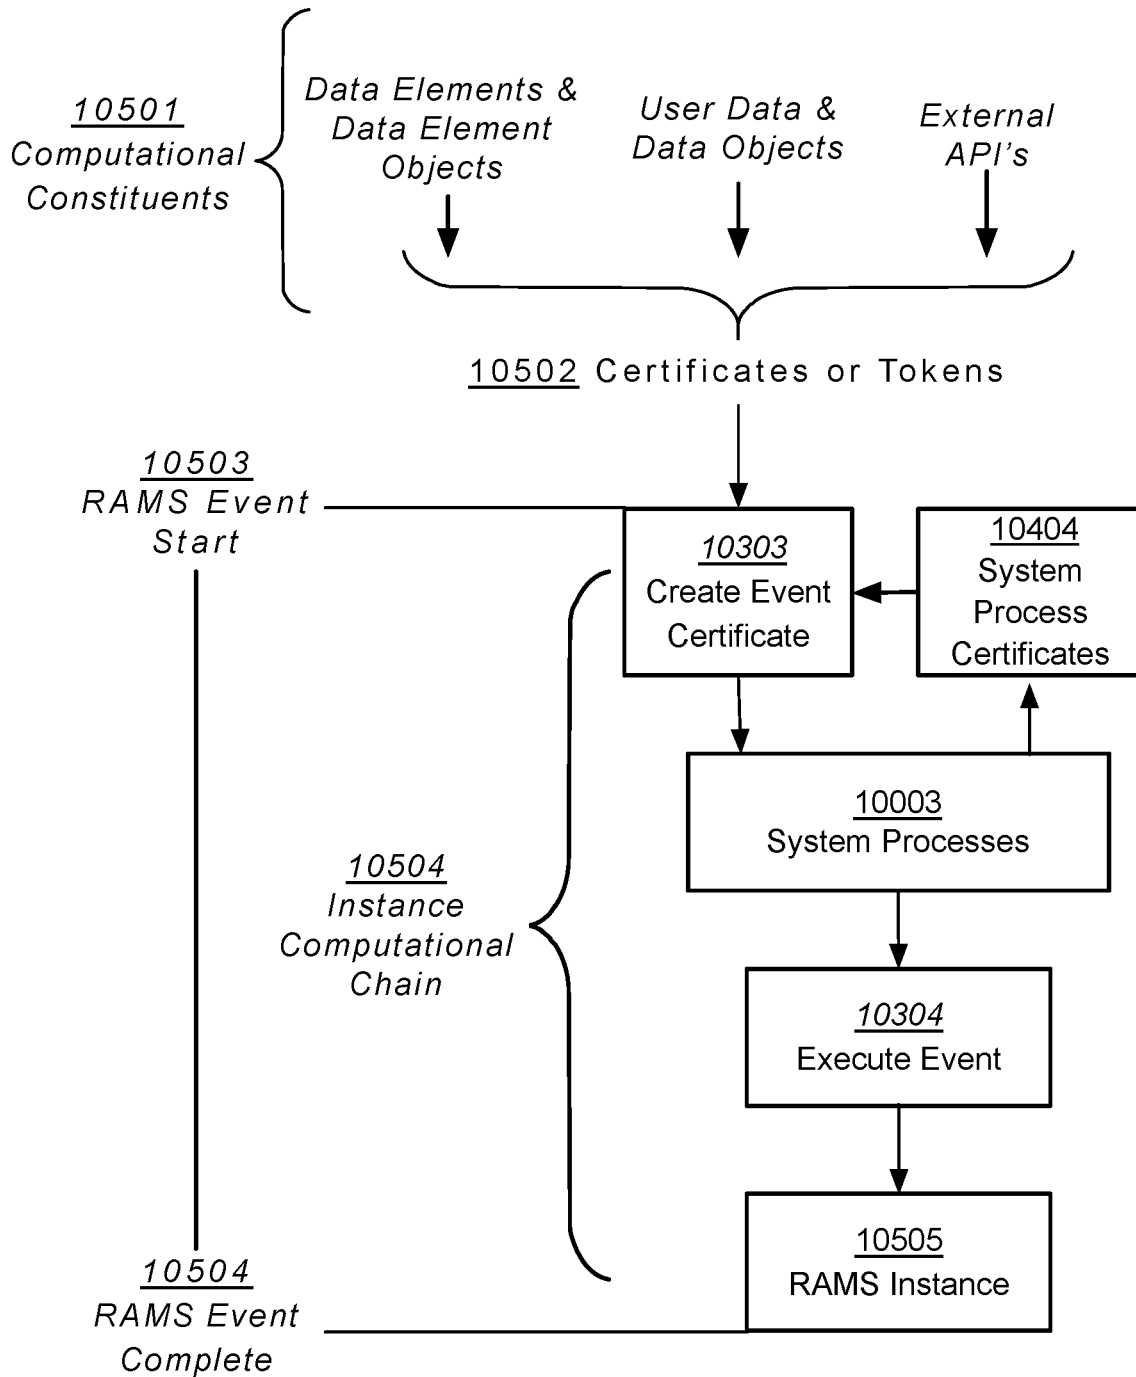 10501
Computational
Constituents
Data Elements &
Data Element
Objects
User Data &
Data Objects
External
API's
10502 Certificates or Tokens
10503
RAMS Event
Start
10303
Create Event
Certificate
10404
System
Process
Certificates
10003
System Processes
10504
Instance
Computational
Chain
10304
Execute Event
10505
RAMS Instance
10504
RAMS Event
Complete